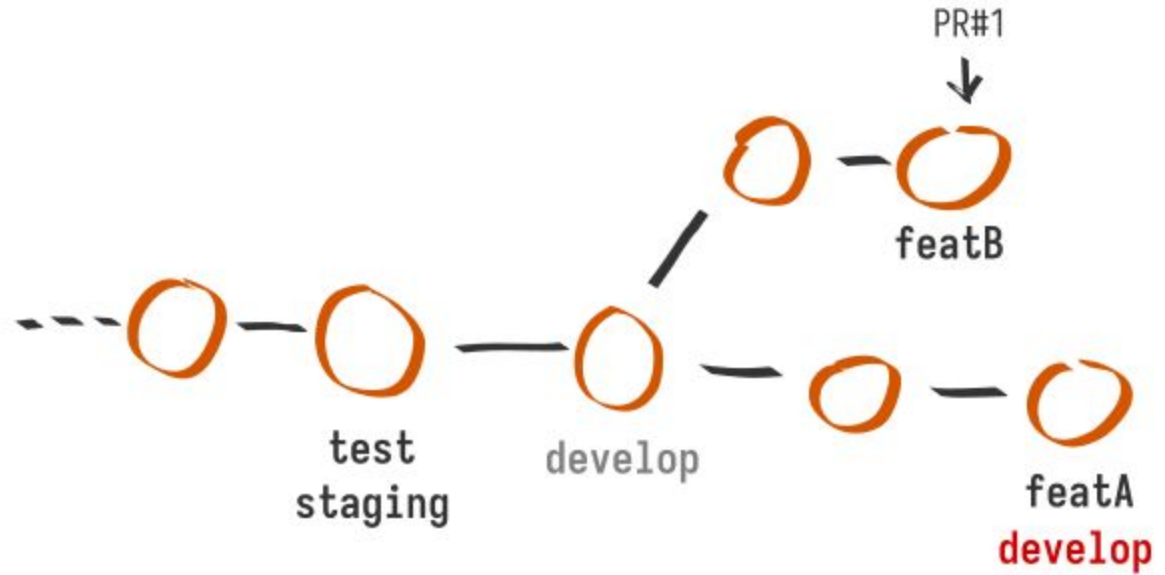 PR#1
featB
test
staging
develop
featA
develop